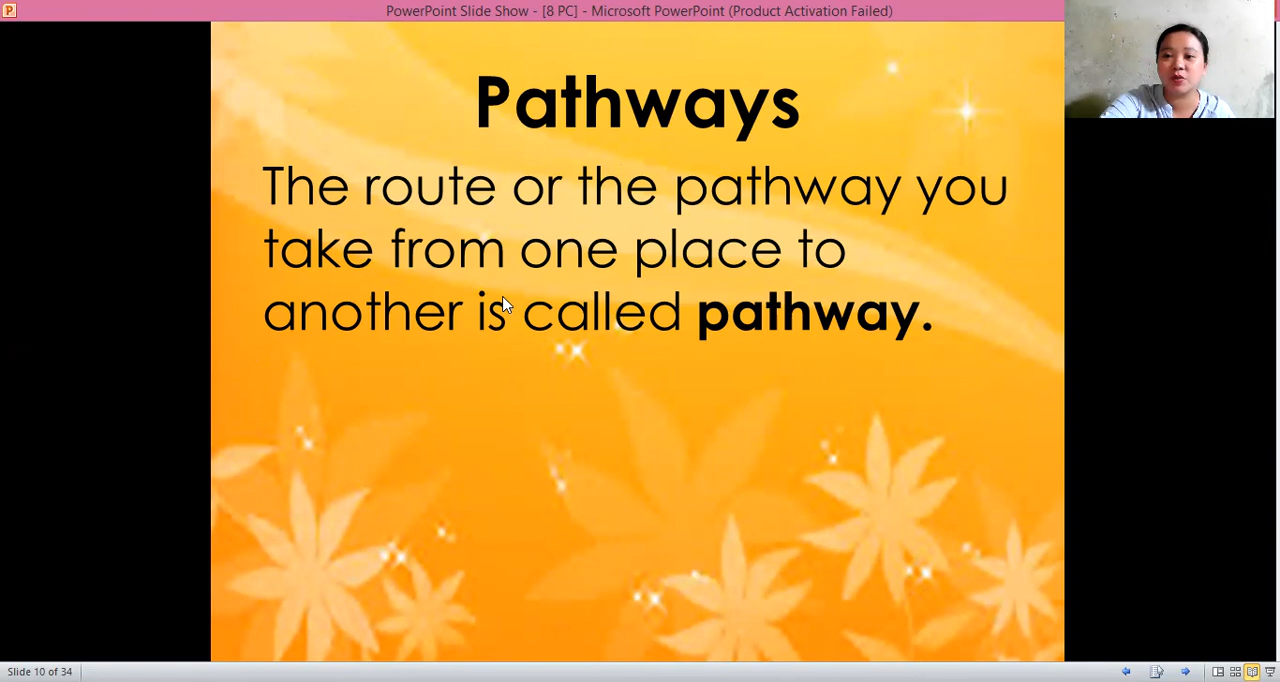 PowerPoint Slide Show - [8 PC] - Microsoft PowerPoint (Product Activation Failed)
Pathways
The route or the pathway you
take from one place to
another is called pathway.
Slide 10 of 34